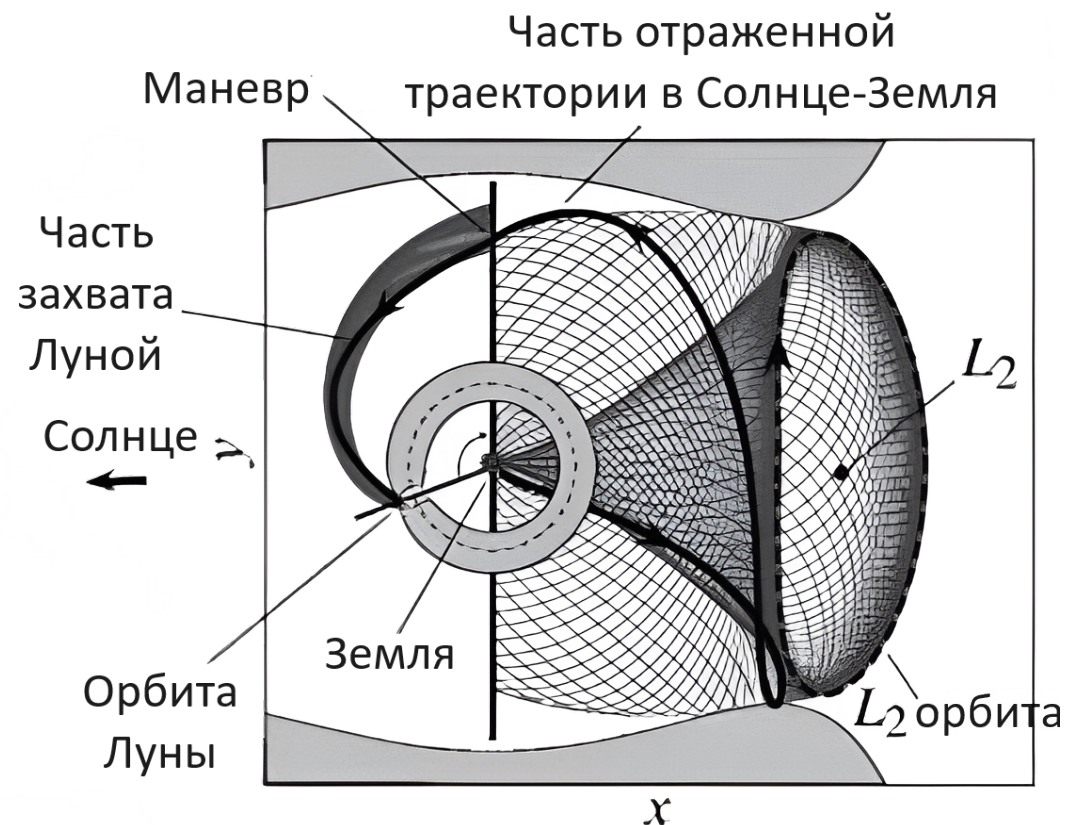 Часть отраженной
траектории в Солнце-Земля
Маневр
Часть
захвата
Луной
L2
Солнце
Земля
Орбита
Луны
L2 орбита
x